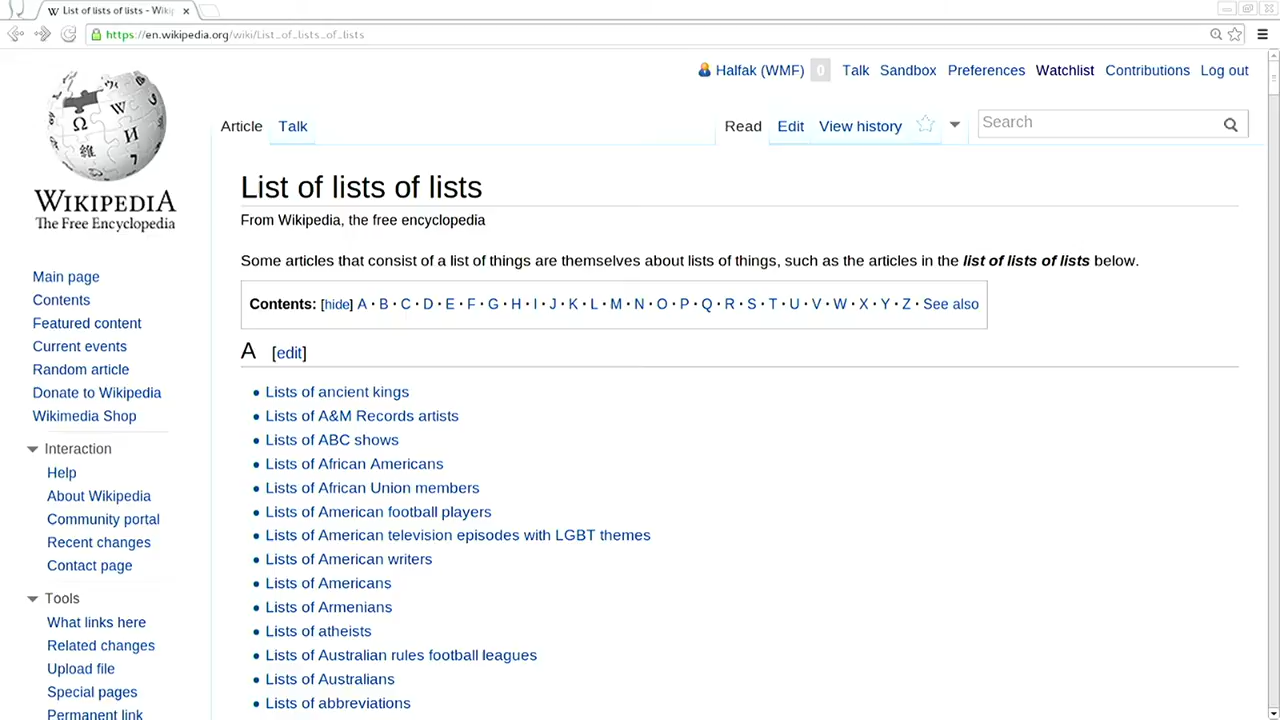 List of lists of lists - Wiki
https://en.wikipedia.org/wiki/List_of_lists_of_lists
Halfak (WMF) 0 Talk Sandbox Preferences Watchlist Contributions Log out
Article Talk Read Edit View history Search
WIKIPEDIA
The Free Encyclopedia
Main page
Contents
Featured content
Current events
Random article
Donate to Wikipedia
Wikimedia Shop
Interaction
Help
About Wikipedia
Community portal
Recent changes
Contact page
Tools
What links here
Related changes
Upload file
Special pages
Permanent link
List of lists of lists
From Wikipedia, the free encyclopedia
Some articles that consist of a list of things are themselves about lists of things, such as the articles in the list of lists of lists below.
Contents: [hide] A · B · C · D · E · F · G · H · I · J · K · L · M · N · O · P · Q · R · S · T · U · V · W · X · Y · Z · See also
A [edit]
• Lists of ancient kings
• Lists of A&M Records artists
• Lists of ABC shows
• Lists of African Americans
• Lists of African Union members
• Lists of American football players
• Lists of American television episodes with LGBT themes
• Lists of American writers
• Lists of Americans
• Lists of Armenians
• Lists of atheists
• Lists of Australian rules football leagues
• Lists of Australians
• Lists of abbreviations